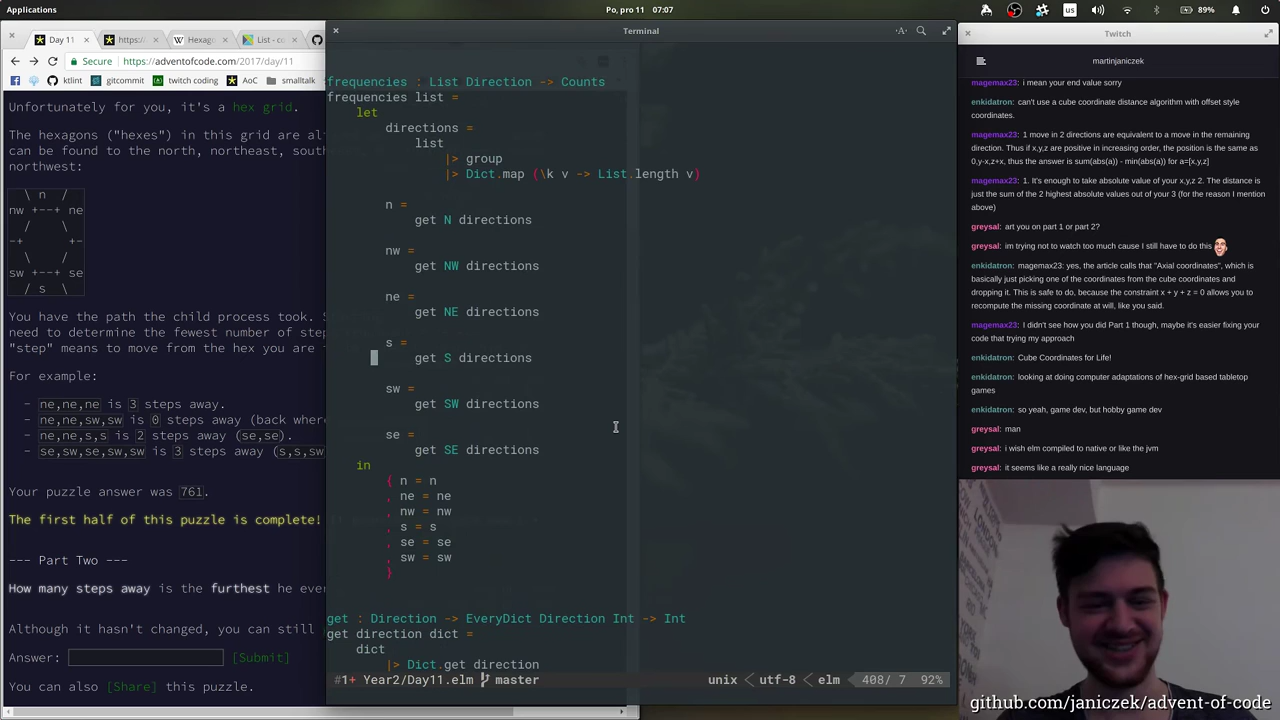 Applications
Po, pro 11 07:07
us
89%
Day 11
https:/
Hexago
List - co
Secure
https://adventofcode.com/2017/day/11
ktlint
gitcommit
twitch coding
AoC
smalltalk
Unfortunately for you, it's a hex grid.
The hexagons ("hexes") in this grid are ali
can be found to the north, northeast, south
northwest:
\ n /
nw +--+ ne
/ \
-+ +-
\ /
sw +--+ se
/ s \
You have the path the child process took. S
need to determine the fewest number of step
"step" means to move from the hex you are i
For example:
- ne,ne,ne is 3 steps away.
- ne,ne,sw,sw is 0 steps away (back where
- ne,ne,s,s is 2 steps away (se,se).
- se,sw,se,sw,sw is 3 steps away (s,s,sw
Your puzzle answer was 761.
The first half of this puzzle is complete!
--- Part Two ---
How many steps away is the furthest he eve
Although it hasn't changed, you can still
Answer: [Submit]
You can also [Share] this puzzle.
Terminal
frequencies : List Direction -> Counts
frequencies list =
let
directions =
list
|> group
|> Dict.map (\k v -> List.length v)
n =
get N directions
nw =
get NW directions
ne =
get NE directions
s =
get S directions
sw =
get SW directions
se =
get SE directions
in
{ n = n
, ne = ne
, nw = nw
, s = s
, se = se
, sw = sw
}
get : Direction -> EveryDict Direction Int -> Int
get direction dict =
dict
|> Dict.get direction
#1+ Year2/Day11.elm master
unix < utf-8 < elm
408/ 7 92%
Twitch
martinjaniczek
magemax23: i mean your end value sorry
enkidatron: can't use a cube coordinate distance algorithm with offset style
coordinates.
magemax23: 1 move in 2 directions are equivalent to a move in the remaining
direction. Thus if x,y,z are positive in increasing order, the position is the same as
0,y-x,z+x, thus the answer is sum(abs(a)) - min(abs(a)) for a=[x,y,z]
magemax23: 1. It's enough to take absolute value of your x,y,z 2. The distance is
just the sum of the 2 highest absolute values out of your 3 (for the reason I mention
above)
greysal: art you on part 1 or part 2?
greysal: im trying not to watch too much cause I still have to do this
enkidatron: magemax23: yes, the article calls that "Axial coordinates", which is
basically just picking one of the coordinates from the cube coordinates and
dropping it. This is safe to do, because the constraint x + y + z = 0 allows you to
recompute the missing coordinate at will, like you said.
magemax23: I didn't see how you did Part 1 though, maybe it's easier fixing your
code that trying my approach
enkidatron: Cube Coordinates for Life!
enkidatron: looking at doing computer adaptations of hex-grid based tabletop
games
enkidatron: so yeah, game dev, but hobby game dev
greysal: man
greysal: i wish elm compiled to native or like the jvm
greysal: it seems like a really nice language
LONDON
github.com/janiczek/advent-of-code